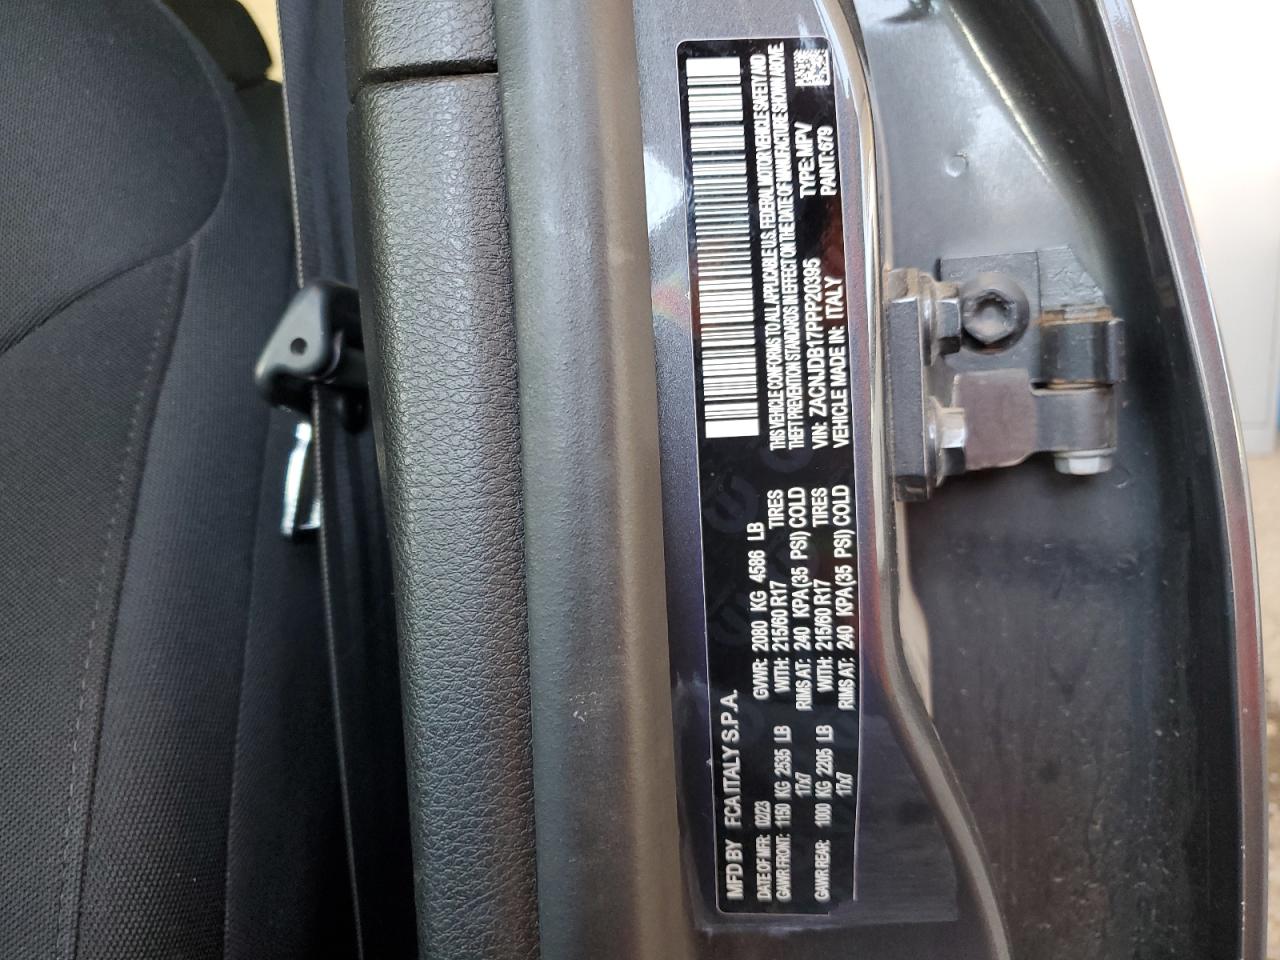 MFD BY FCA ITALY S.P.A.
DATE OF MFR: 10/23 GVWR: 2080 KG 4586 LB
GAWR FRONT: 1150 KG 2535 LB WITH: 215/60 R17 TIRES
17x7 RIMS AT: 240 KPA(35 PSI) COLD
GAWR REAR: 1000 KG 2205 LB WITH: 215/60 R17 TIRES
17x7 RIMS AT: 240 KPA(35 PSI) COLD
THIS VEHICLE CONFORMS TO ALL APPLICABLE U.S. FEDERAL MOTOR VEHICLE SAFETY AND
THEFT PREVENTION STANDARDS IN EFFECT ON THE DATE OF MANUFACTURE SHOWN ABOVE
VIN: ZACNJDB17PPP20395 TYPE: MPV
VEHICLE MADE IN: ITALY PAINT: 679